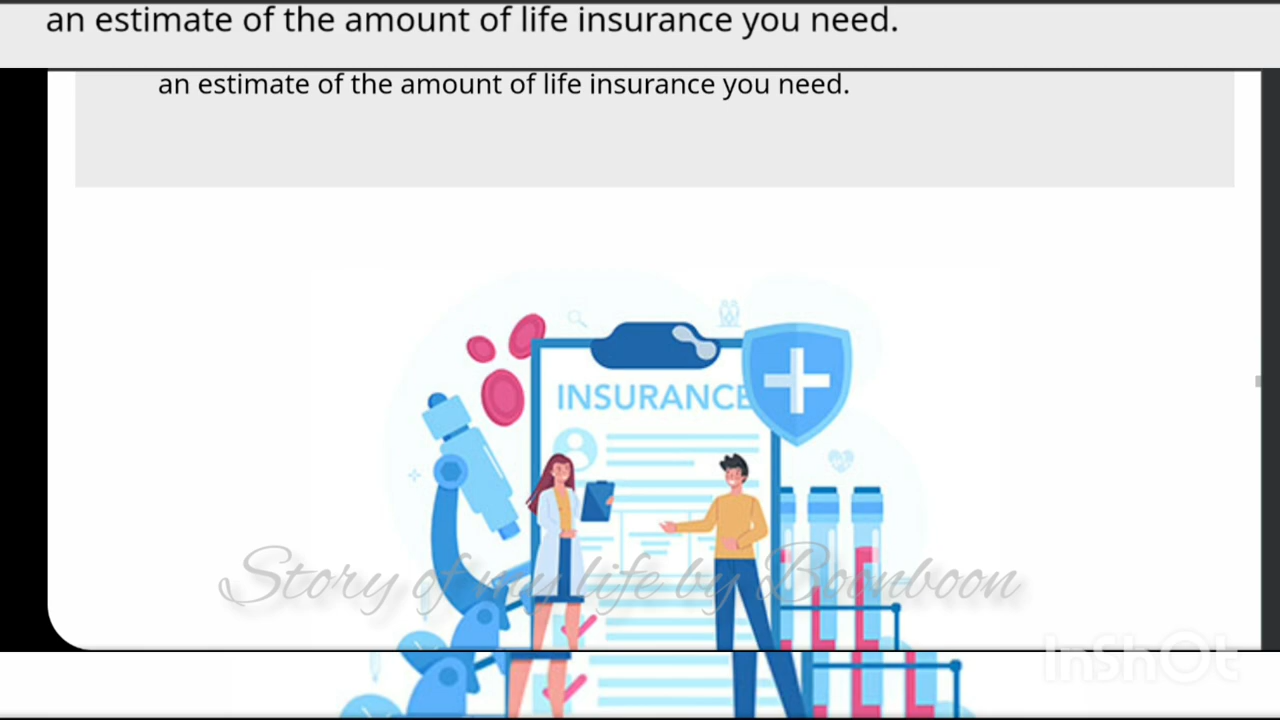 an estimate of the amount of life insurance you need.
an estimate of the amount of life insurance you need.
INSURANCE
Story of my life by Boonboon
InShOt